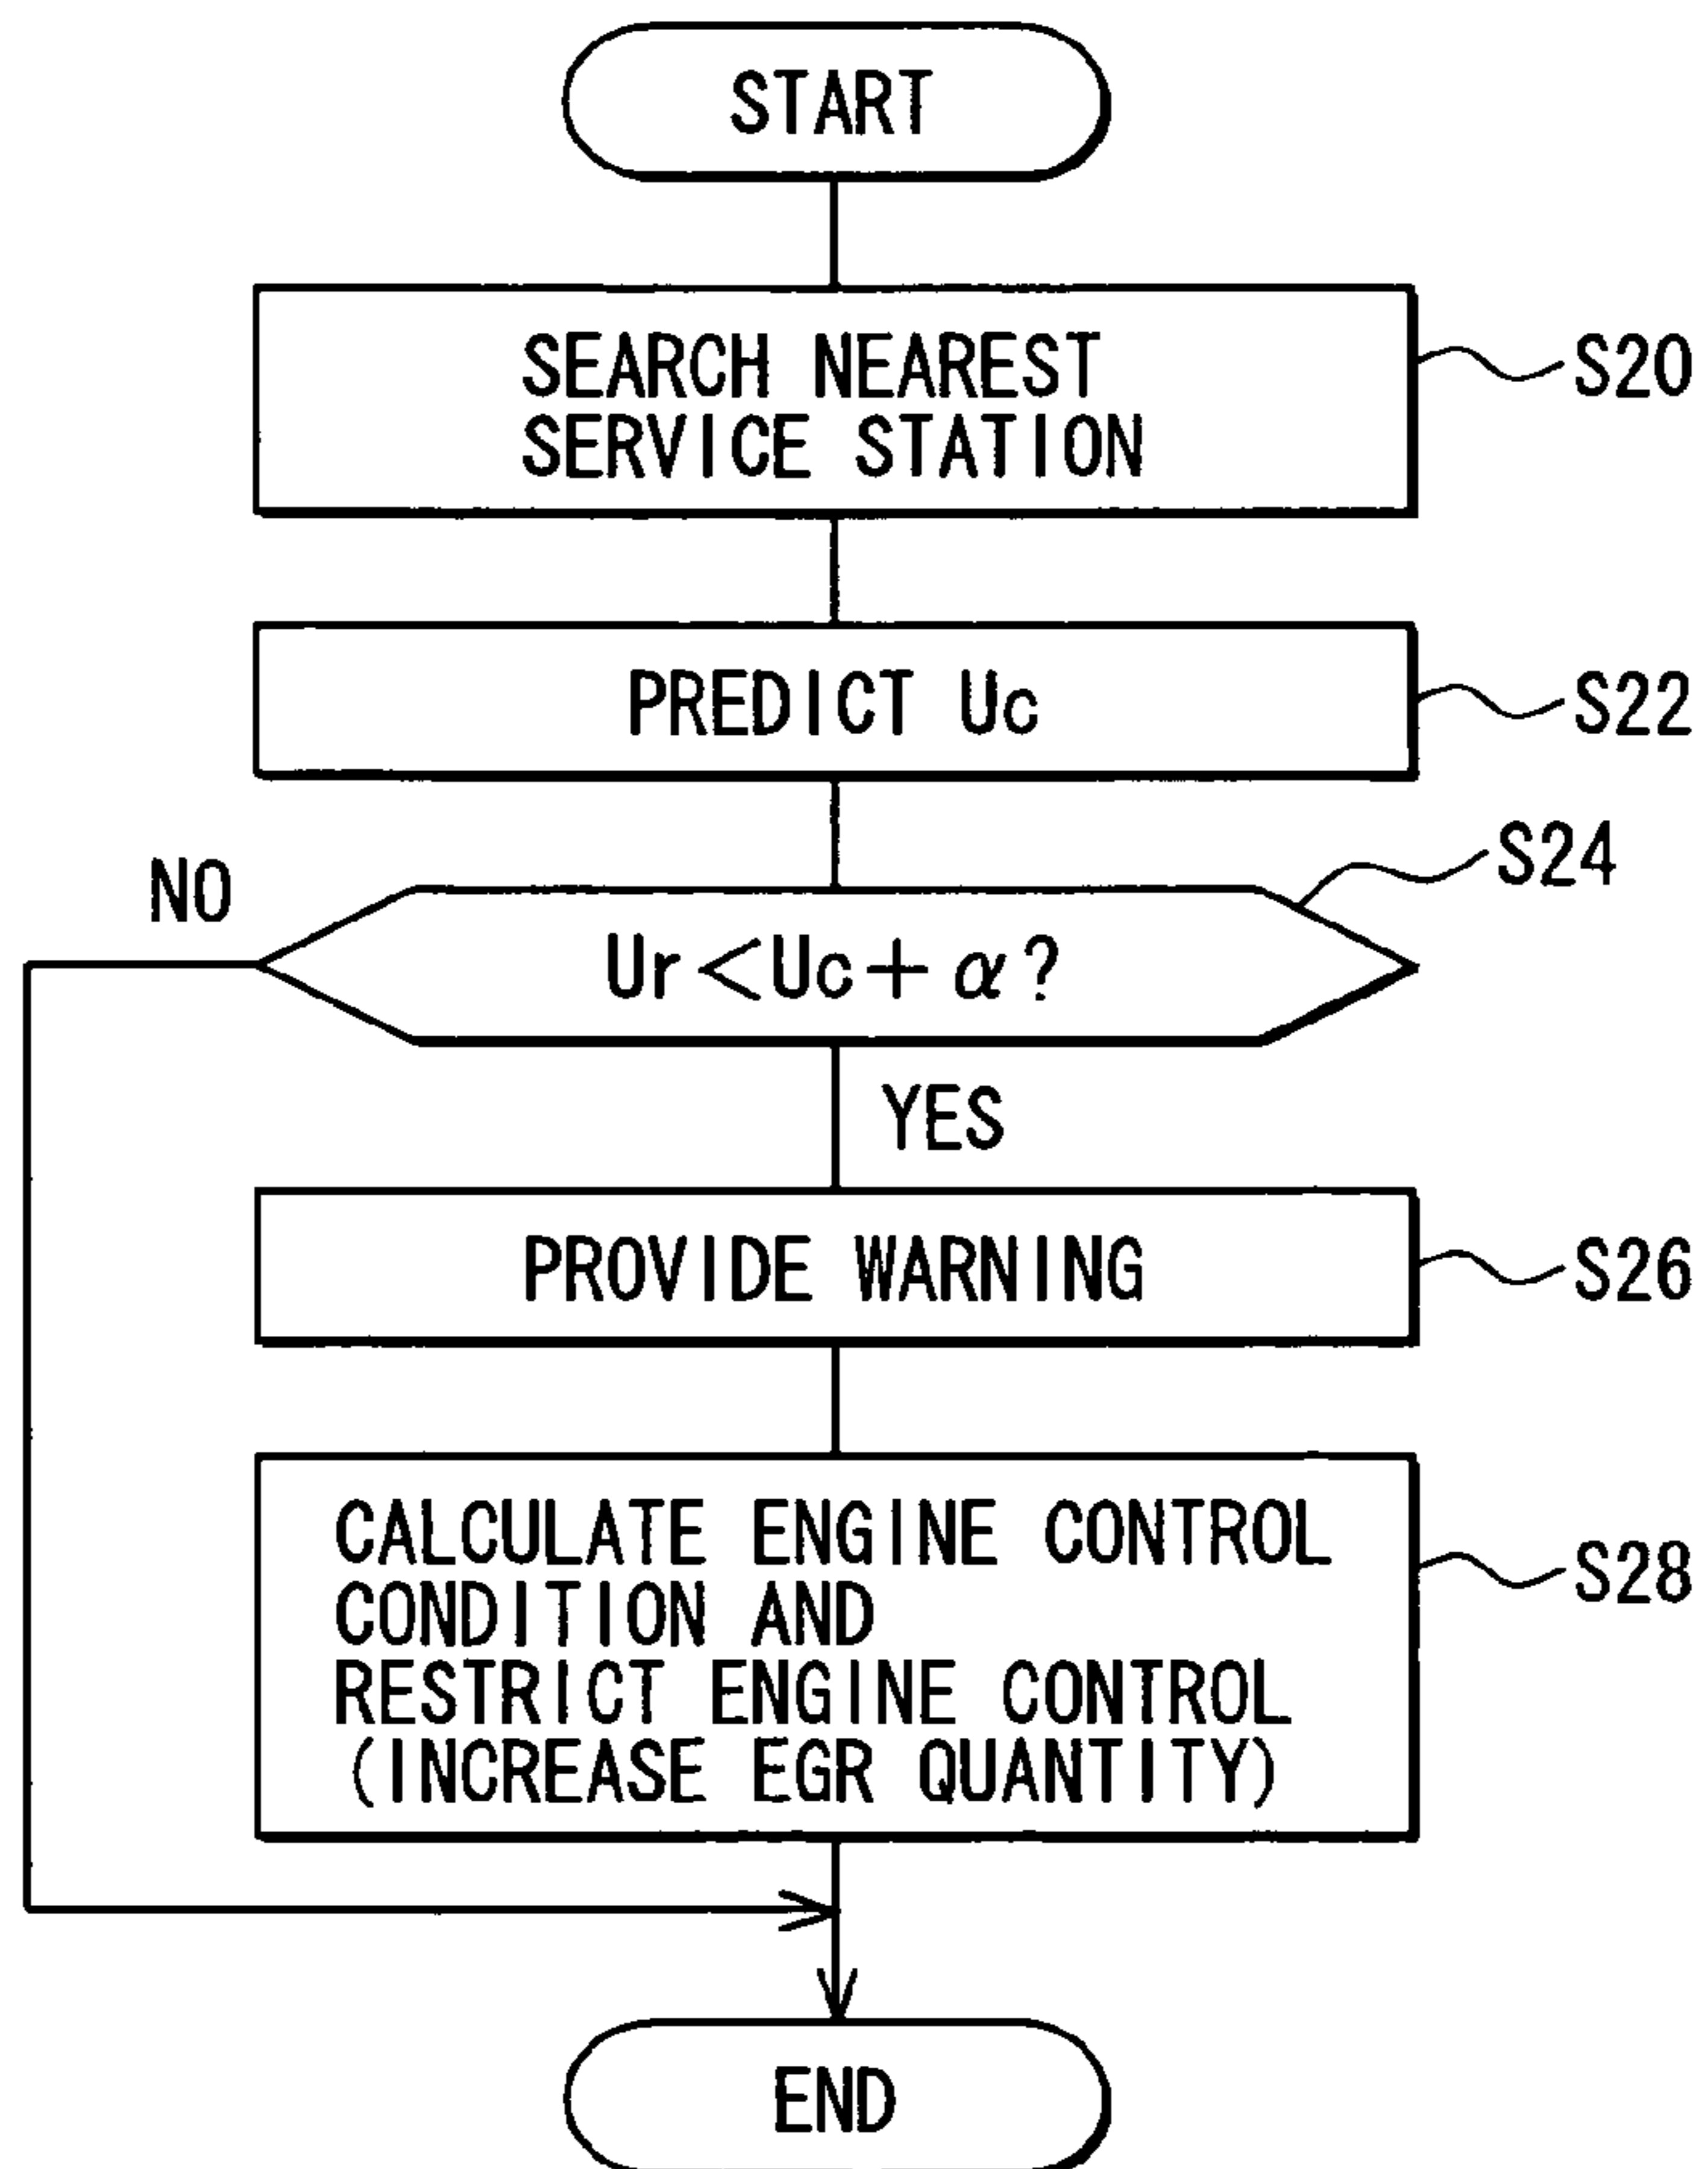 START
SEARCH NEAREST
SERVICE STATION
S20
PREDICT Uc
S22
S24
NO
Ur<Uc+α?
YES
PROVIDE WARNING
S26
CALCULATE ENGINE CONTROL
CONDITION AND
RESTRICT ENGINE CONTROL
(INCREASE EGR QUANTITY)
S28
END